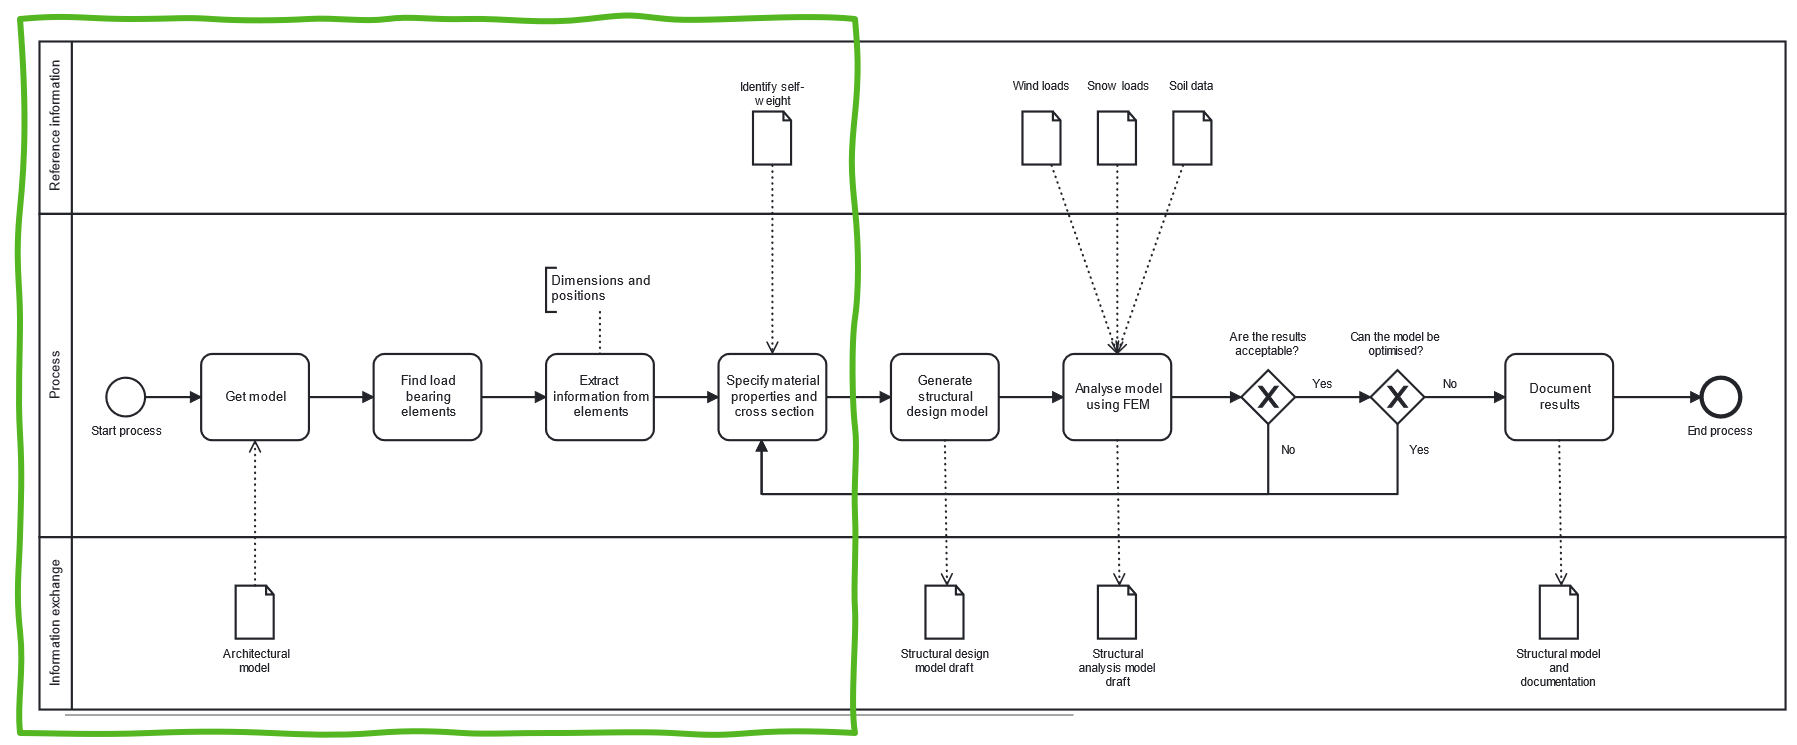 Reference information
Identify self-
weight
Wind loads
Snow loads
Soil data
Process
Dimensions and
positions
Start process
Get model
Find load
bearing
elements
Extract
information from
elements
Specify material
properties and
cross section
Generate
structural
design model
Analyse model
using FEM
Are the results
acceptable?
Yes
No
Can the model be
optimised?
No
Yes
Document
results
End process
Information exchange
Architectural
model
Structural design
model draft
Structural
analysis model
draft
Structural model
and
documentation